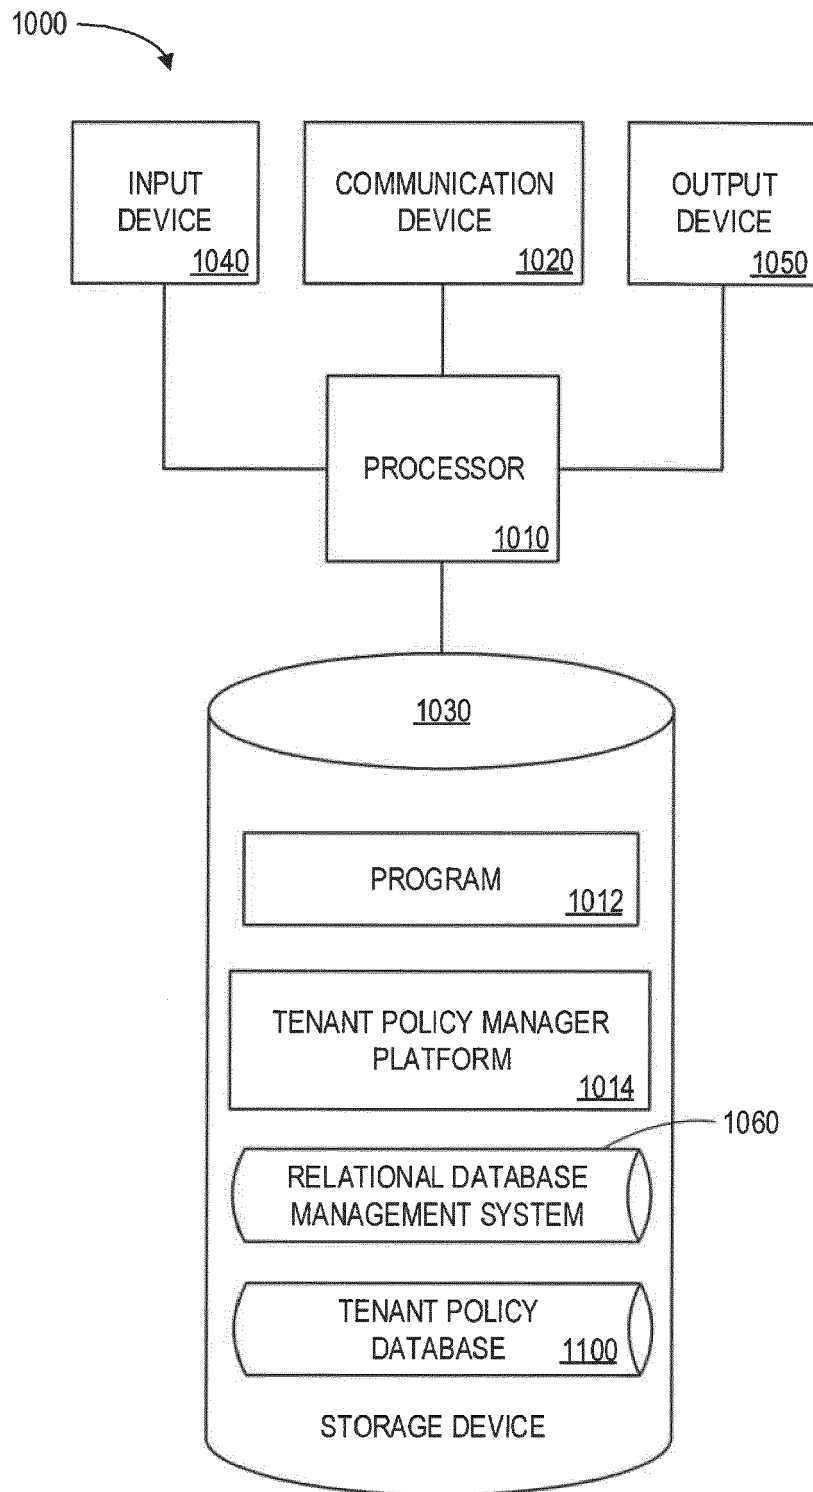 1000
INPUT
DEVICE
1040
COMMUNICATION
DEVICE
1020
OUTPUT
DEVICE
1050
PROCESSOR
1010
1030
PROGRAM
1012
TENANT POLICY MANAGER
PLATFORM
1014
1060
RELATIONAL DATABASE
MANAGEMENT SYSTEM
TENANT POLICY
DATABASE
1100
STORAGE DEVICE